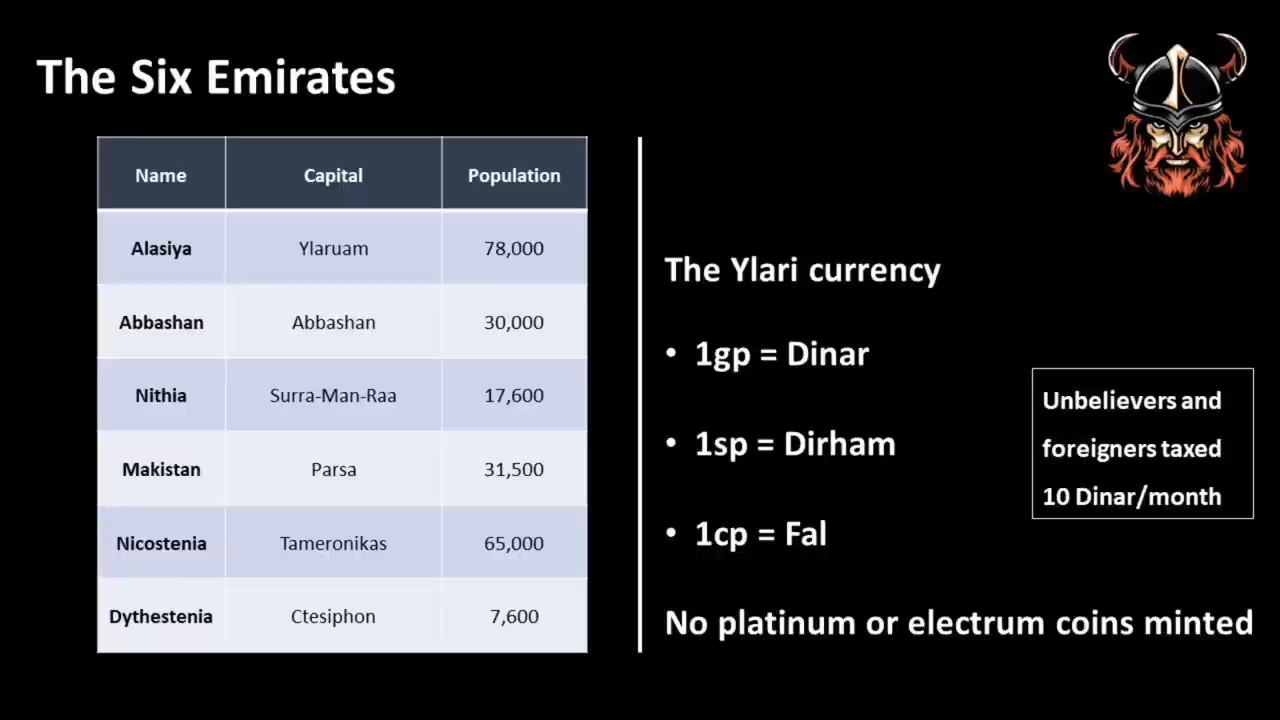 The Six Emirates
Name Capital Population
Alasiya Ylaruam 78,000
Abbashan Abbashan 30,000
Nithia Surra-Man-Raa 17,600
Makistan Parsa 31,500
Nicostenia Tameronikas 65,000
Dythestenia Ctesiphon 7,600
The Ylari currency
• 1gp = Dinar
• 1sp = Dirham
• 1cp = Fal
No platinum or electrum coins minted
Unbelievers and
foreigners taxed
10 Dinar/month